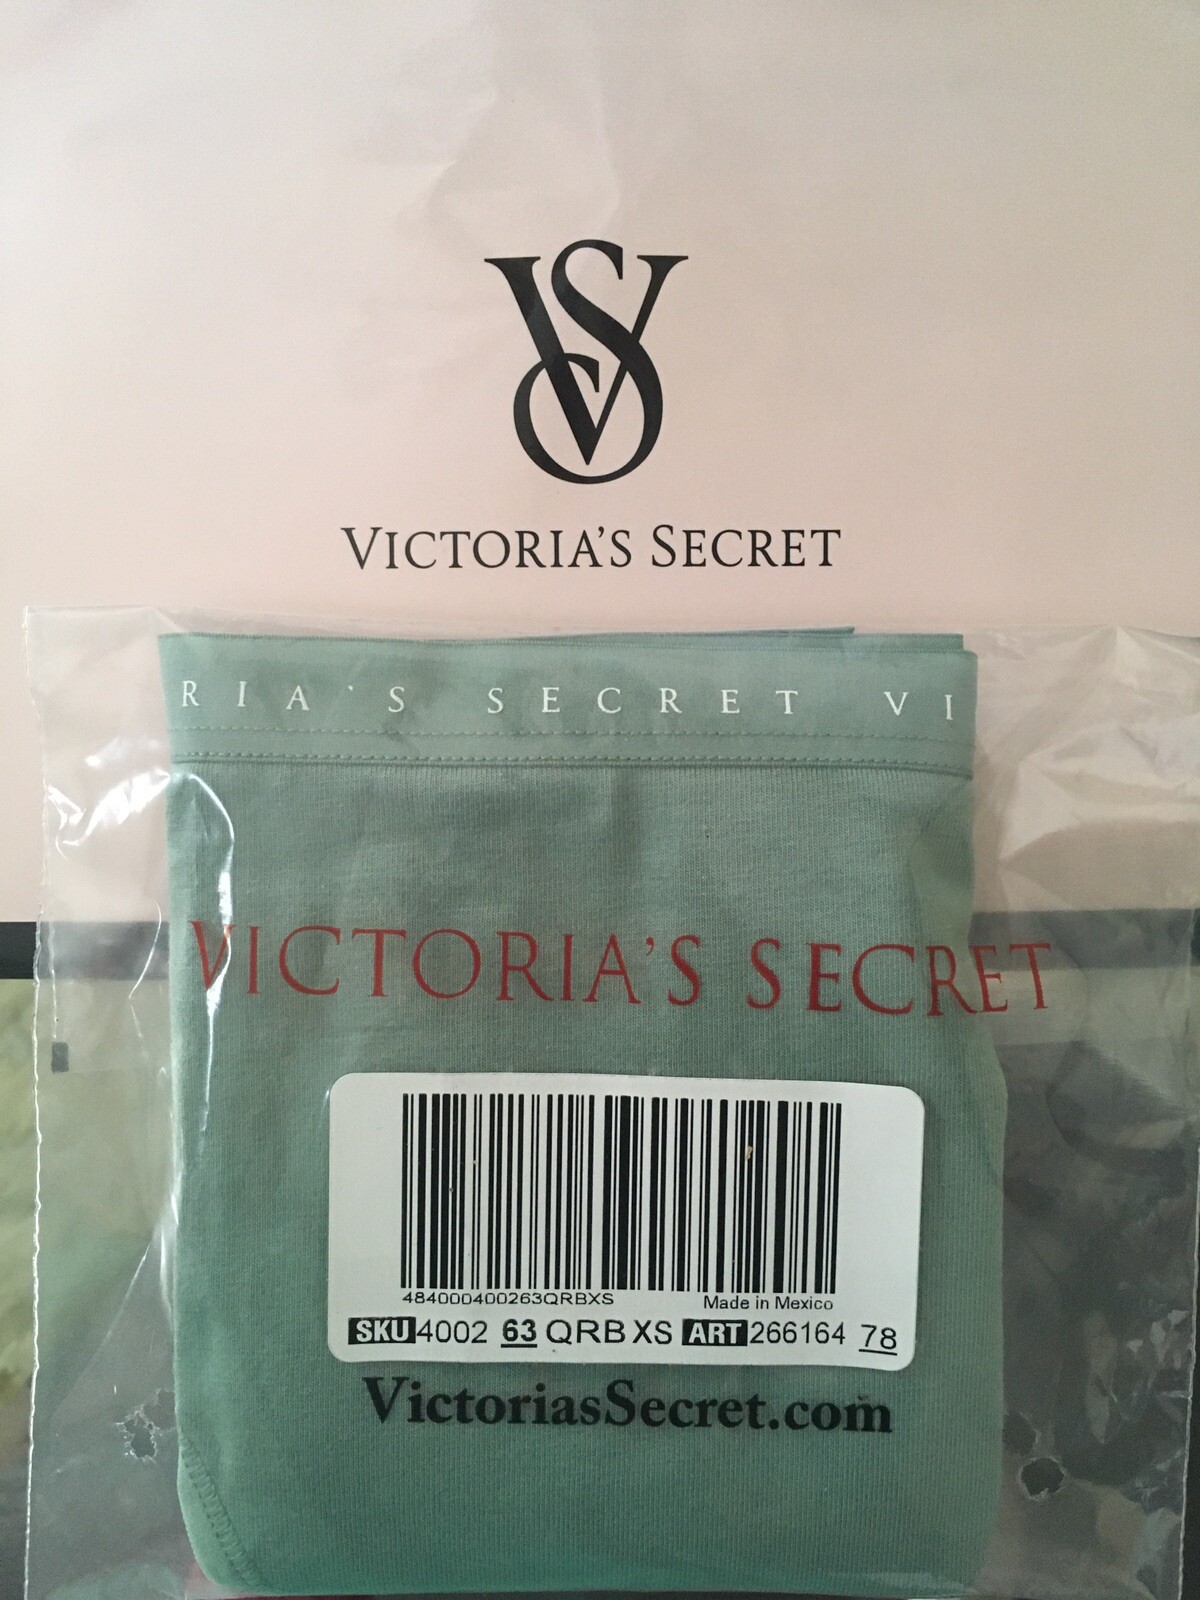 VS
VICTORIA'S SECRET
RIA'S SECRET VI
VICTORIA'S SECRET
484000400263QRBXS Made in Mexico
SKU 4002 63 QRB XS ART 266164 78
VictoriasSecret.com